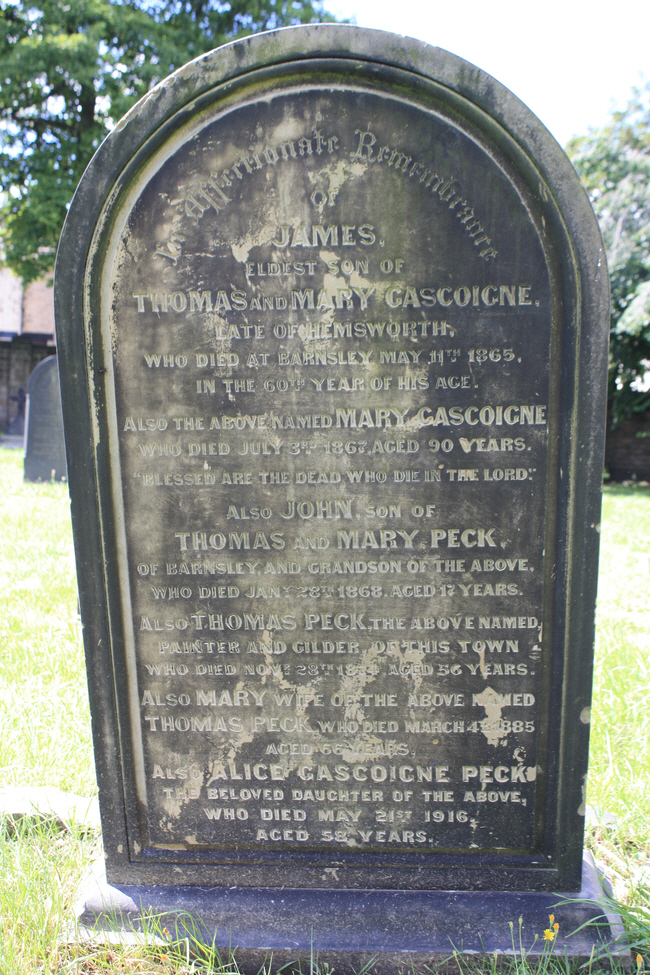 In Affectionate Remembrance
of
JAMES,
ELDEST SON OF
THOMAS AND MARY GASCOIGNE,
LATE OF HEMSWORTH,
WHO DIED AT BARNSLEY MAY 11TH 1865,
IN THE 60TH YEAR OF HIS AGE.
ALSO THE ABOVE NAMED MARY GASCOIGNE
WHO DIED JULY 3RD 1867, AGED 90 YEARS.
"BLESSED ARE THE DEAD WHO DIE IN THE LORD."
ALSO JOHN, SON OF
THOMAS AND MARY PECK,
OF BARNSLEY, AND GRANDSON OF THE ABOVE,
WHO DIED JANY 28TH 1868, AGED 17 YEARS.
ALSO THOMAS PECK, THE ABOVE NAMED,
PAINTER AND GILDER, OF THIS TOWN
WHO DIED NOVR 28TH AGED 56 YEARS.
ALSO MARY WIFE OF THE ABOVE NAMED
THOMAS PECK, WHO DIED MARCH 4TH 1885
AGED 66 YEARS.
ALSO ALICE GASCOIGNE PECK
THE BELOVED DAUGHTER OF THE ABOVE,
WHO DIED MAY 21ST 1916,
AGED 58 YEARS.